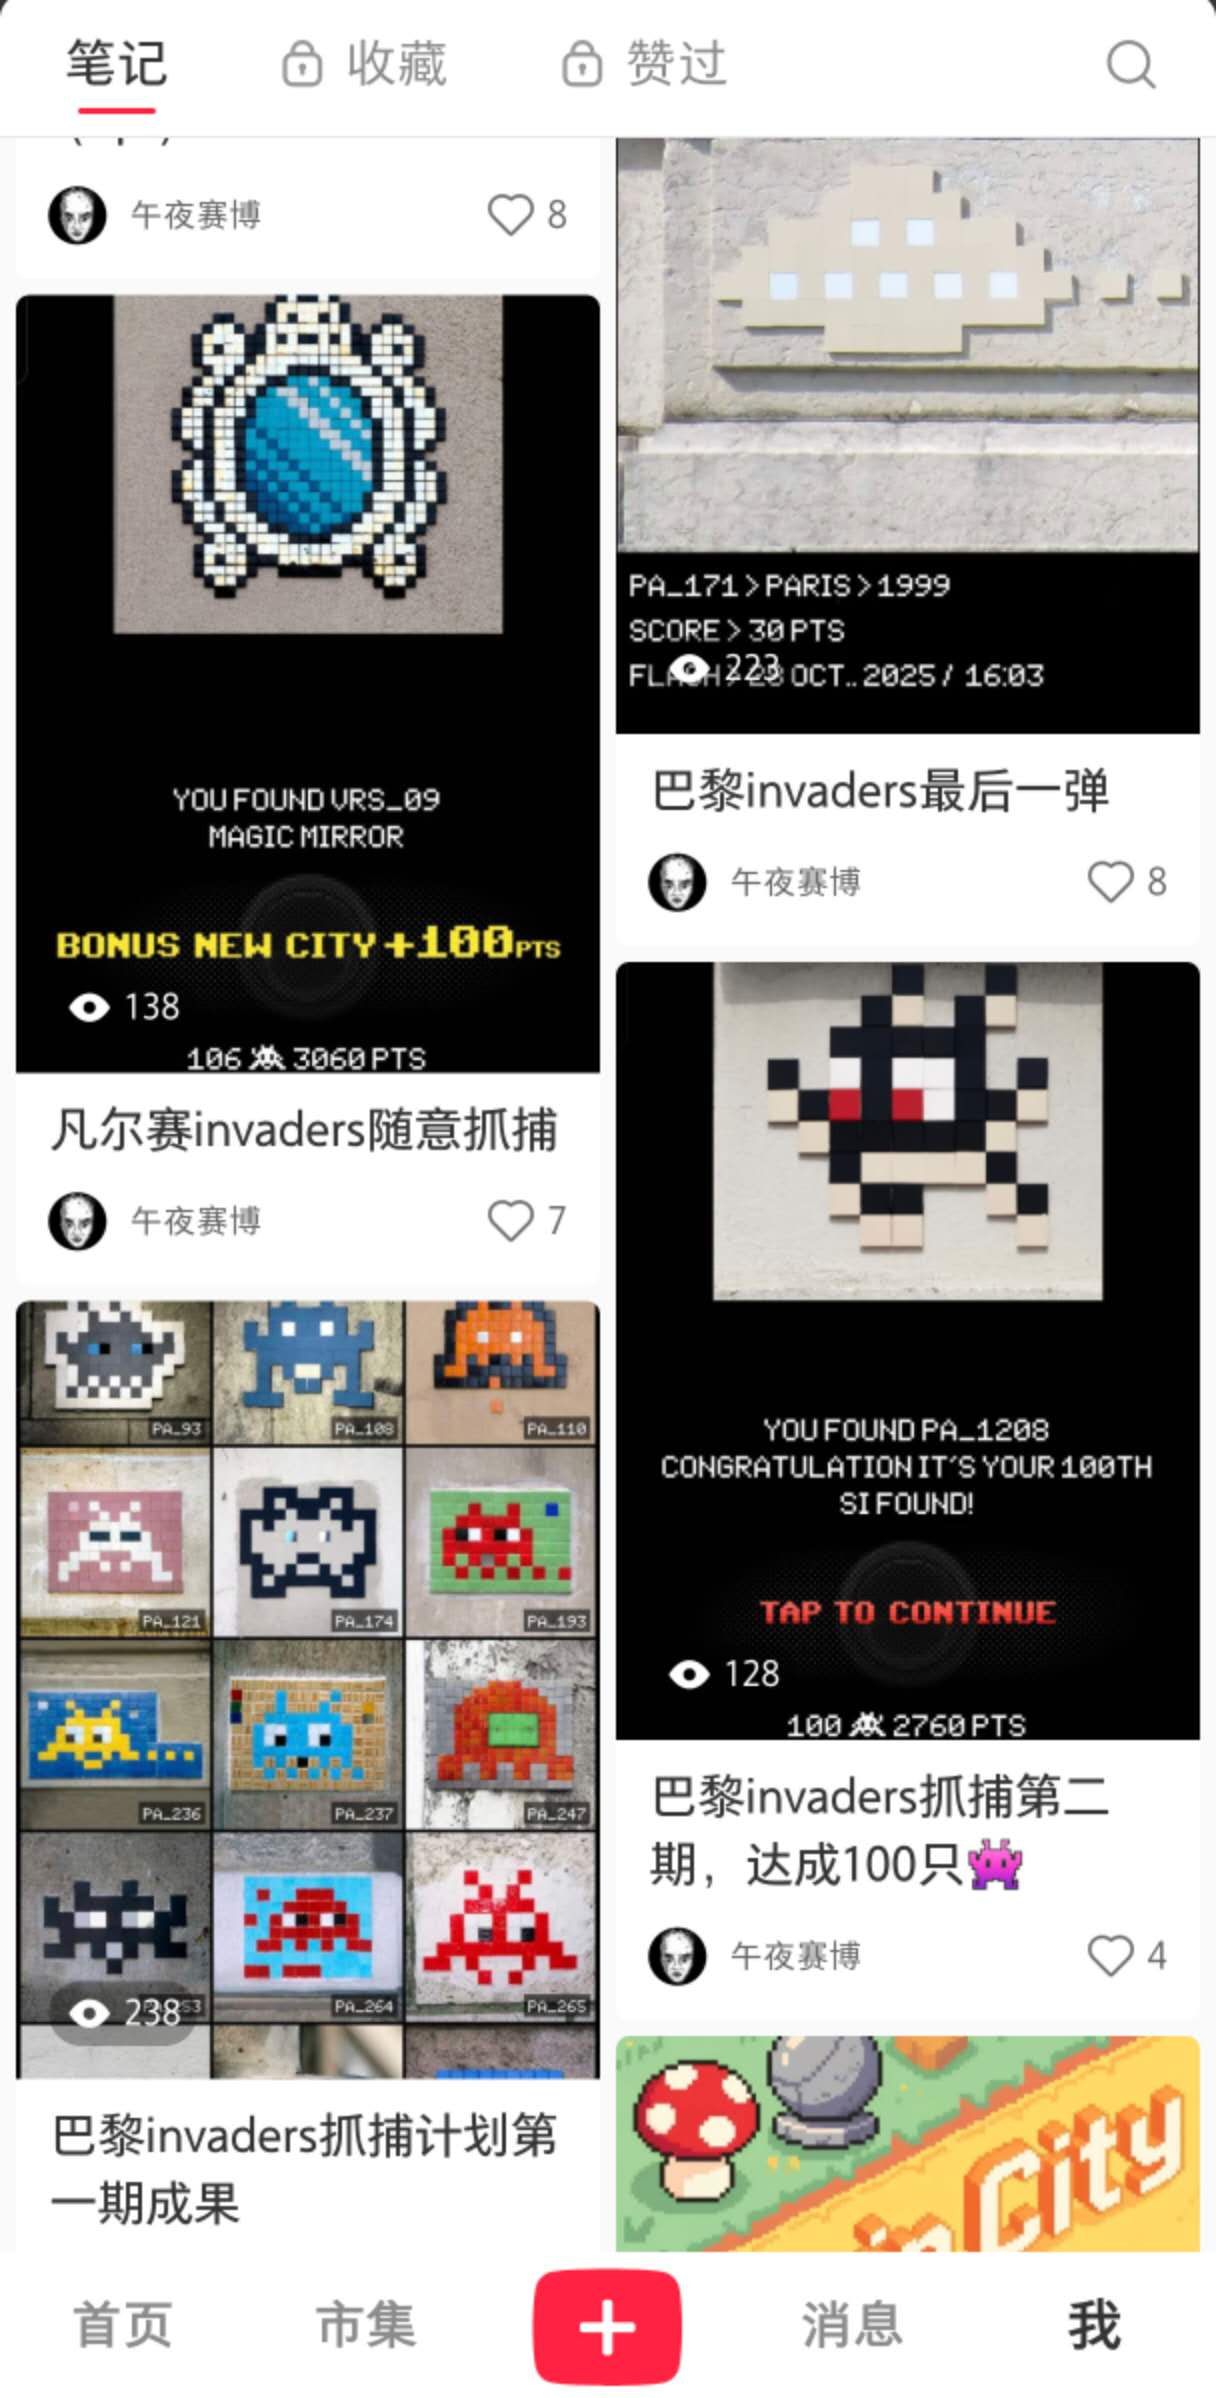 笔记
收藏
赞过
午夜赛博
8
YOU FOUND VRS_09
MAGIC MIRROR
BONUS NEW CITY +100PTS
138
106 3060 PTS
凡尔赛invaders随意抓捕
午夜赛博
7
PA_93
PA_108
PA_110
PA_121
PA_174
PA_193
PA_236
PA_237
PA_247
238
PA_264
PA_265
巴黎invaders抓捕计划第
一期成果
PA_171>PARIS>1999
SCORE>30 PTS
223
OCT.. 2025 / 16:03
巴黎invaders最后一弹
午夜赛博
8
YOU FOUND PA_1208
CONGRATULATION IT'S YOUR 100TH
SI FOUND!
TAP TO CONTINUE
128
100 2760 PTS
巴黎invaders抓捕第二
期，达成100只👾
午夜赛博
4
in City
首页
市集
消息
我